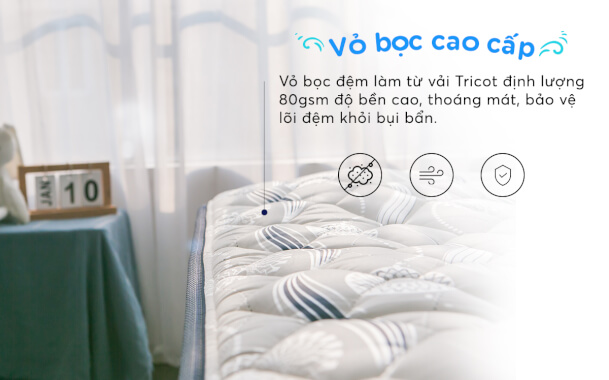 Vỏ bọc cao cấp
Vỏ bọc đệm làm từ vải Tricot định lượng
80gsm độ bền cao, thoáng mát, bảo vệ
lõi đệm khỏi bụi bẩn.
JAN 10